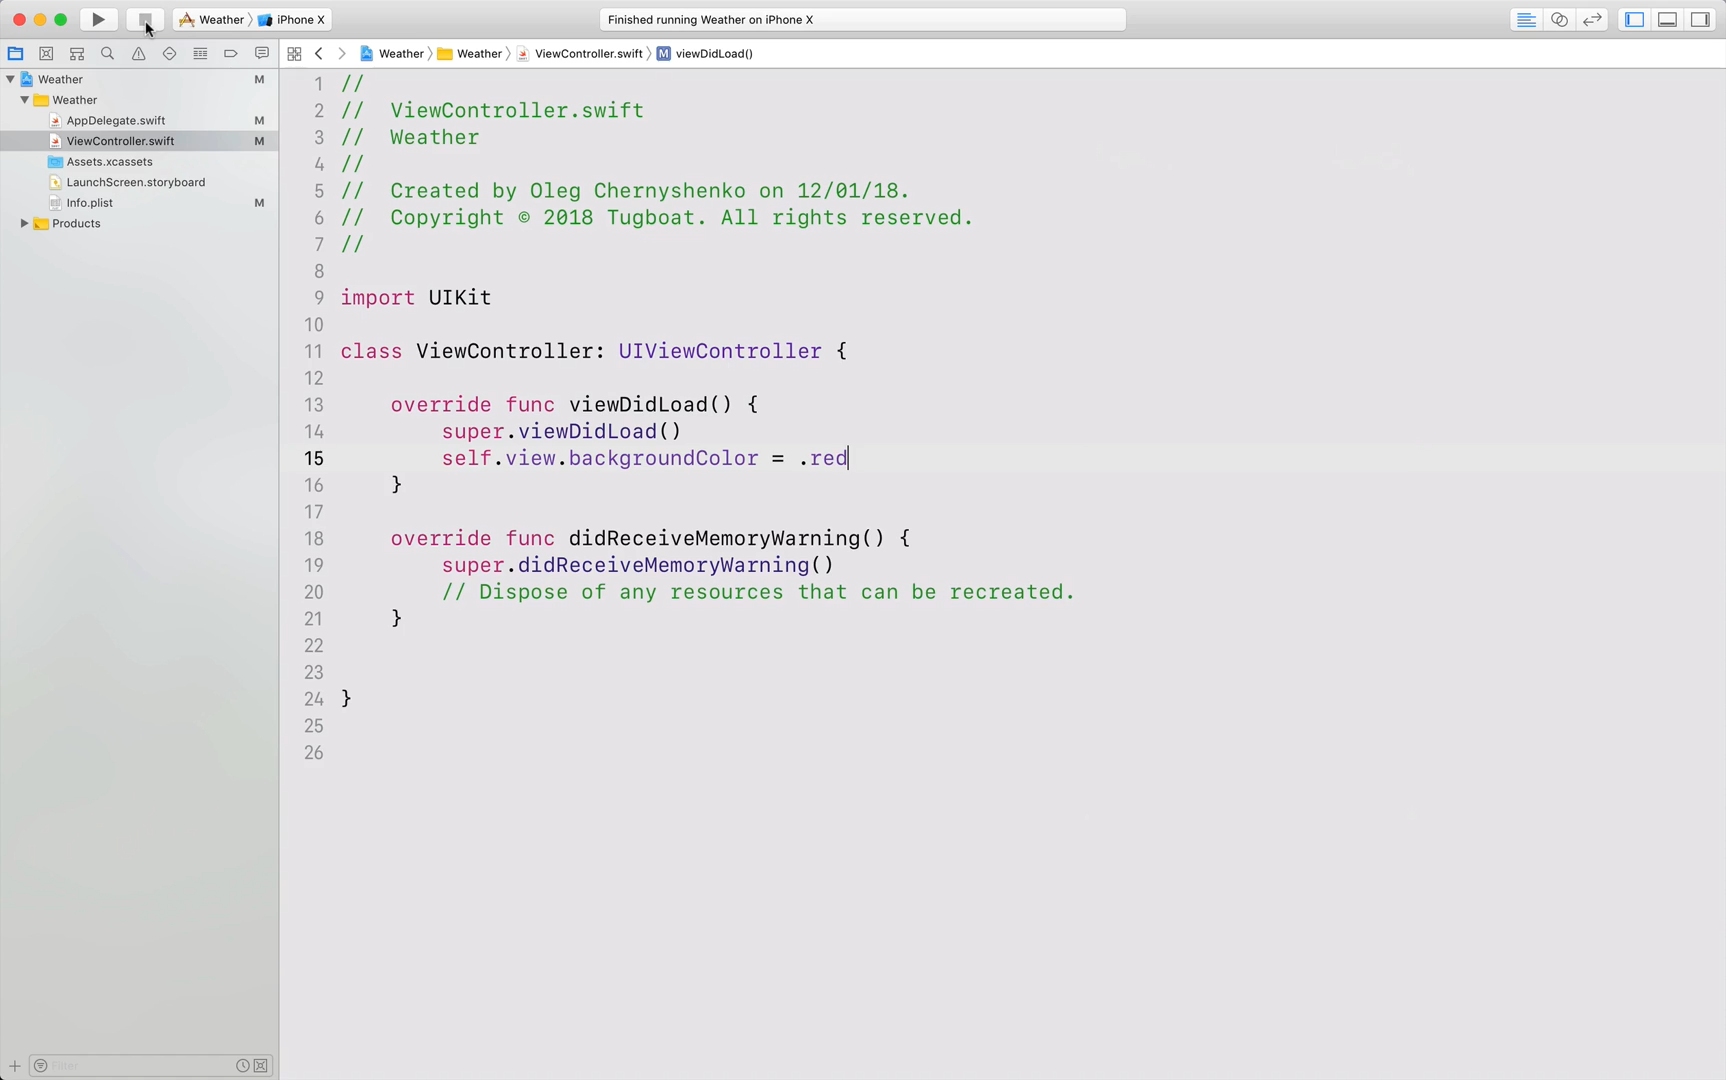 Weather
iPhone X
Finished running Weather on iPhone X
Weather
Weather
ViewController.swift
M
viewDidLoad()
Weather
M
Weather
AppDelegate.swift
M
ViewController.swift
M
Assets.xcassets
LaunchScreen.storyboard
Info.plist
M
Products
Filter
1 //
2 //  ViewController.swift
3 //  Weather
4 //
5 //  Created by Oleg Chernyshenko on 12/01/18.
6 //  Copyright © 2018 Tugboat. All rights reserved.
7 //
8
9 import UIKit
10
11 class ViewController: UIViewController {
12
13     override func viewDidLoad() {
14         super.viewDidLoad()
15         self.view.backgroundColor = .red
16     }
17
18     override func didReceiveMemoryWarning() {
19         super.didReceiveMemoryWarning()
20         // Dispose of any resources that can be recreated.
21     }
22
23
24 }
25
26